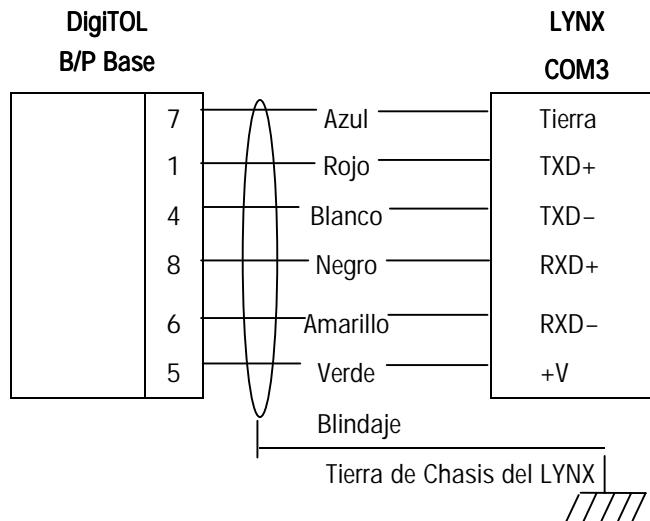 DigiTOL LYNX
B/P Base COM3
7 Azul Tierra
1 Rojo TXD+
4 Blanco TXD–
8 Negro RXD+
6 Amarillo RXD–
5 Verde +V
Blindaje
Tierra de Chasis del LYNX